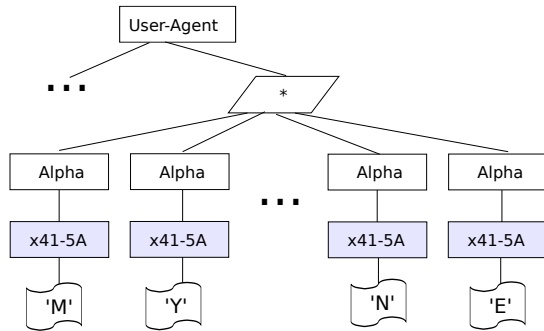 User-Agent
...
*
Alpha Alpha ... Alpha Alpha
x41-5A x41-5A x41-5A x41-5A
'M' 'Y' 'N' 'E'